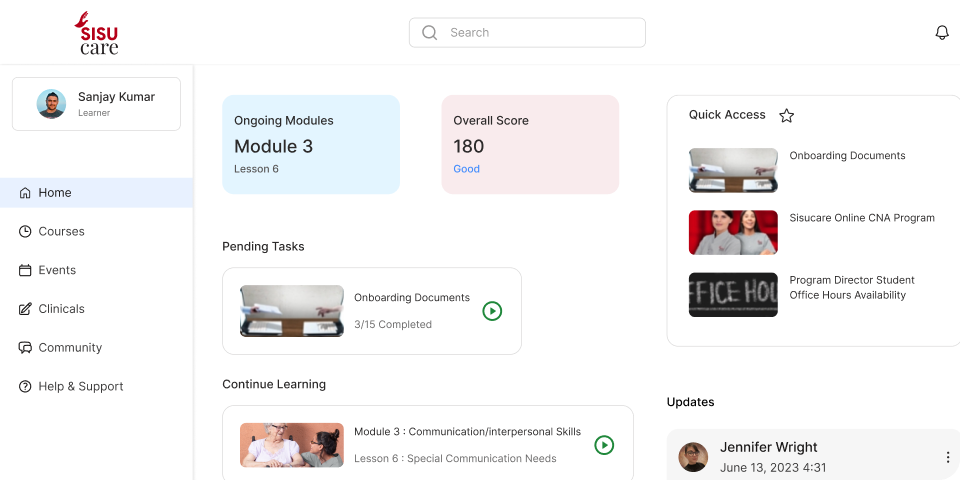 SISU
care
Search
Sanjay Kumar
Learner
Home
Courses
Events
Clinicals
Community
Help & Support
Ongoing Modules
Module 3
Lesson 6
Overall Score
180
Good
Pending Tasks
Onboarding Documents
3/15 Completed
Continue Learning
Module 3 : Communication/interpersonal Skills
Lesson 6 : Special Communication Needs
Quick Access
Onboarding Documents
Sisucare Online CNA Program
FFICE HOU
Program Director Student
Office Hours Availability
Updates
Jennifer Wright
June 13, 2023 4:31